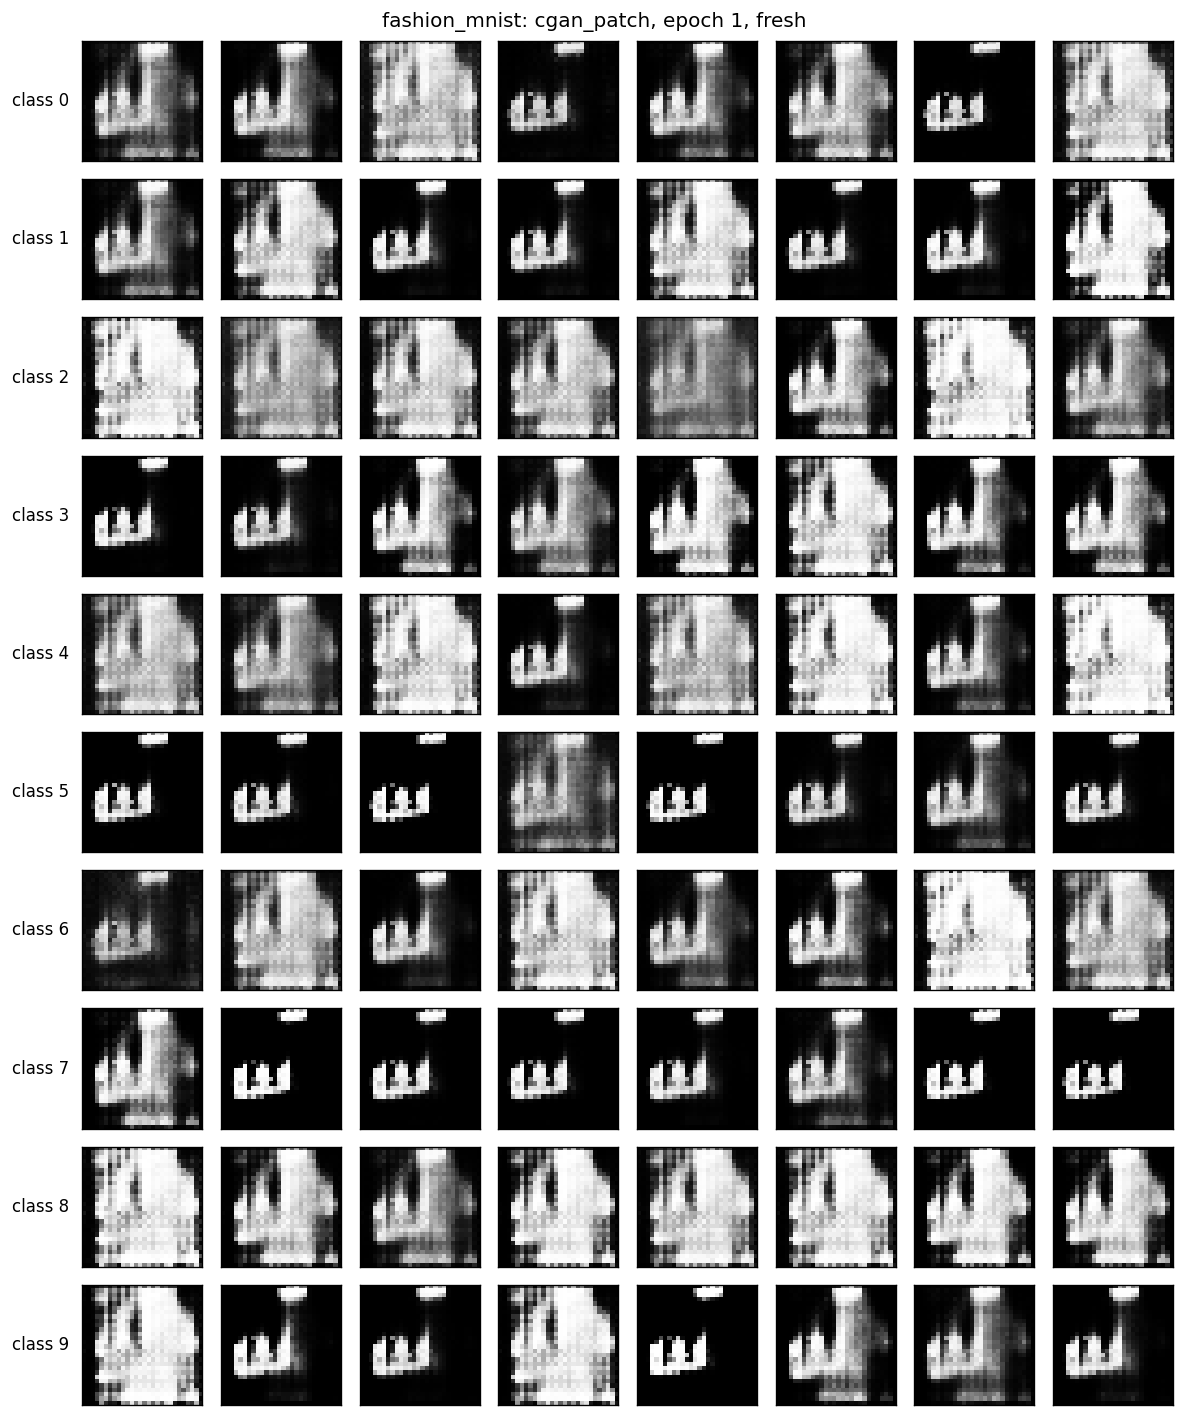 fashion_mnist: cgan_patch, epoch 1, fresh
class 0
class 1
class 2
class 3
class 4
class 5
class 6
class 7
class 8
class 9